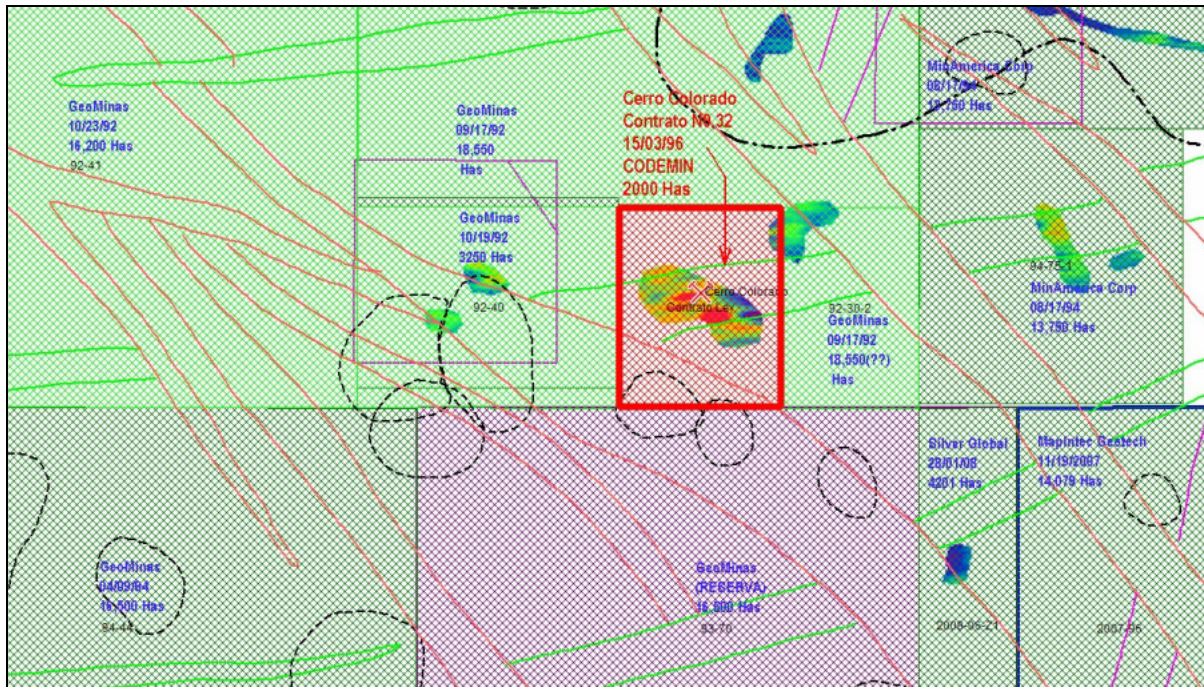 GeoMinas
10/23/92
16,200 Has
92-41
GeoMinas
09/17/92
18,550
Has
Cerro Colorado
Contrato Nº 32
15/03/96
CODEMIN
2000 Has
MinAmerica Corp
08/17/94
13,750 Has
GeoMinas
10/19/92
3250 Has
92-40
Cerro Colorado
Contrato Ley
92-30-2
GeoMinas
09/17/92
18,550(??)
Has
94-75-1
MinAmerica Corp
08/17/94
13,750 Has
GeoMinas
04/09/94
16,500 Has
94-44
GeoMinas
(RESERVA)
16,500 Has
93-70
Silver Global
28/01/08
4201 Has
2008-06-21
Mapintec Geotech
11/19/2007
14,079 Has
2007-96